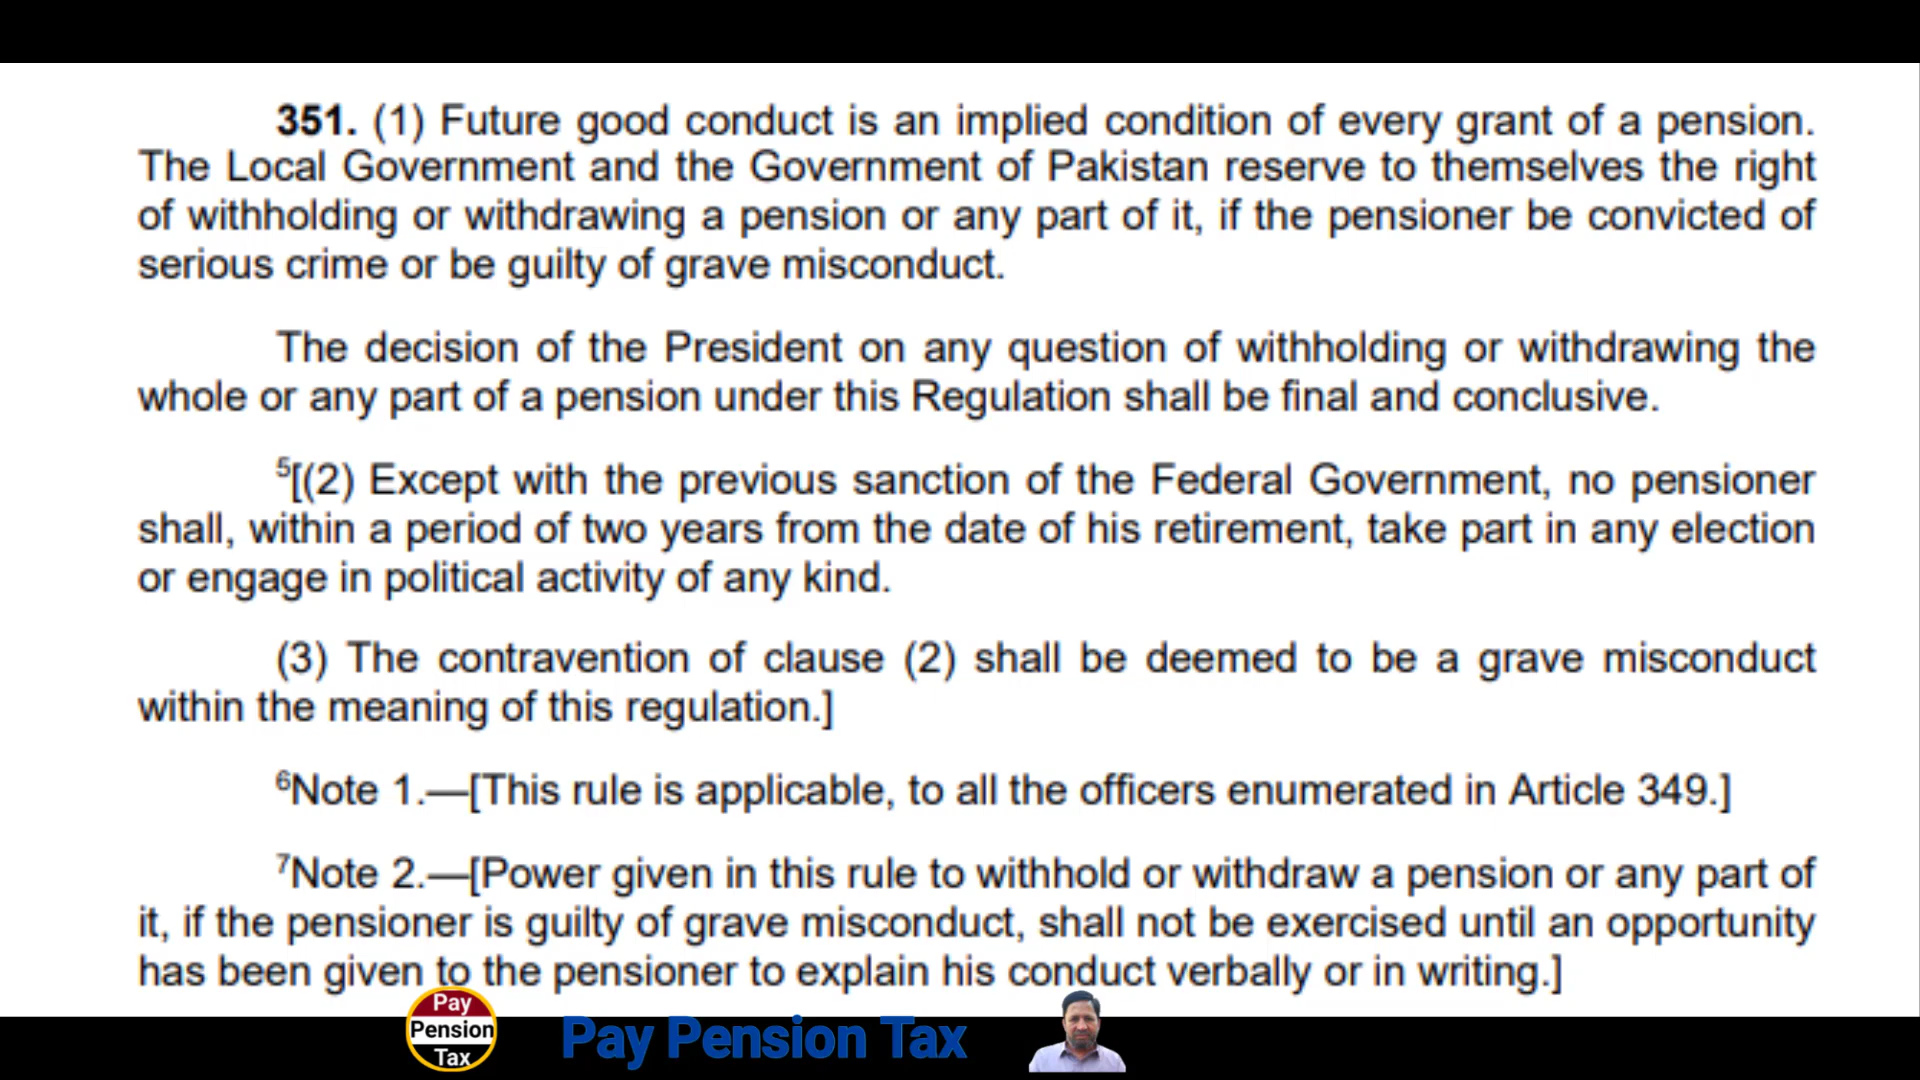 351. (1) Future good conduct is an implied condition of every grant of a pension.
The Local Government and the Government of Pakistan reserve to themselves the right
of withholding or withdrawing a pension or any part of it, if the pensioner be convicted of
serious crime or be guilty of grave misconduct.
The decision of the President on any question of withholding or withdrawing the
whole or any part of a pension under this Regulation shall be final and conclusive.
⁵[(2) Except with the previous sanction of the Federal Government, no pensioner
shall, within a period of two years from the date of his retirement, take part in any election
or engage in political activity of any kind.
(3) The contravention of clause (2) shall be deemed to be a grave misconduct
within the meaning of this regulation.]
⁶Note 1.—[This rule is applicable, to all the officers enumerated in Article 349.]
⁷Note 2.—[Power given in this rule to withhold or withdraw a pension or any part of
it, if the pensioner is guilty of grave misconduct, shall not be exercised until an opportunity
has been given to the pensioner to explain his conduct verbally or in writing.]
Pay
Pension
Tax
Pay Pension Tax